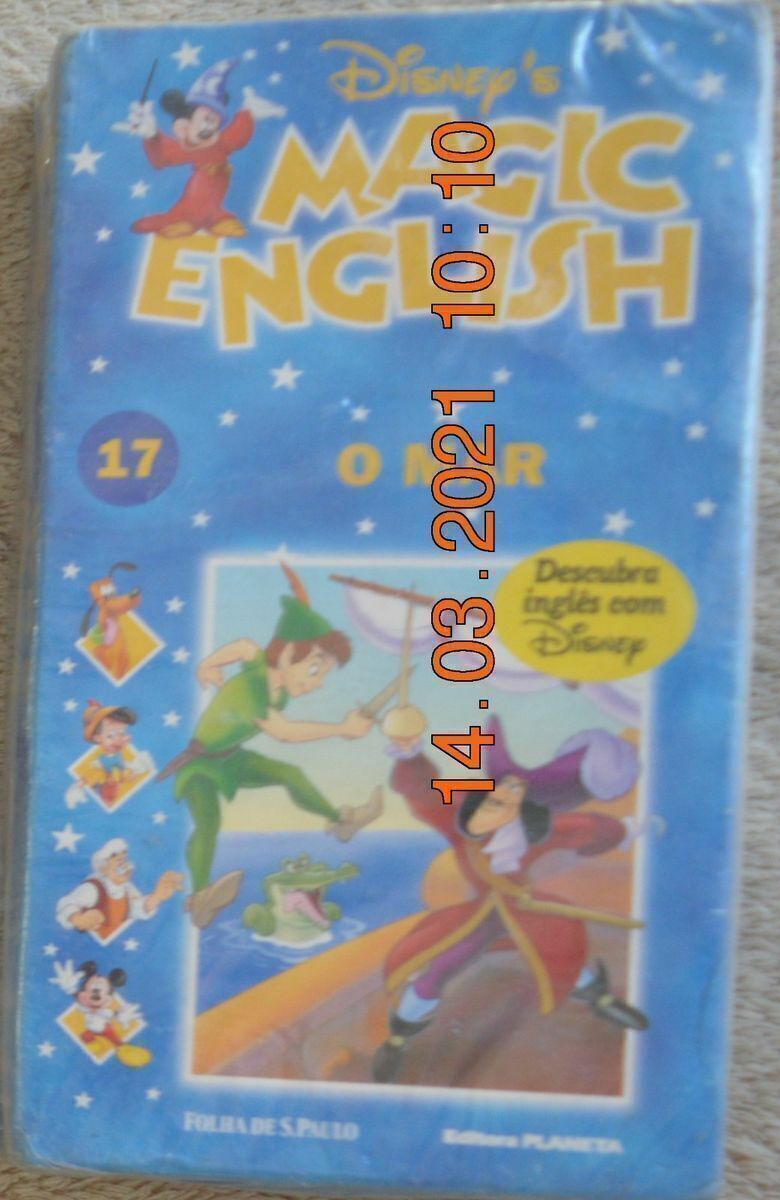 Disney's
MAGIC
ENGLISH
17
O MAR
Descubra
inglês com
Disney
FOLHA DE S.PAULO
Editora PLANETA
14.03.2021 10:10